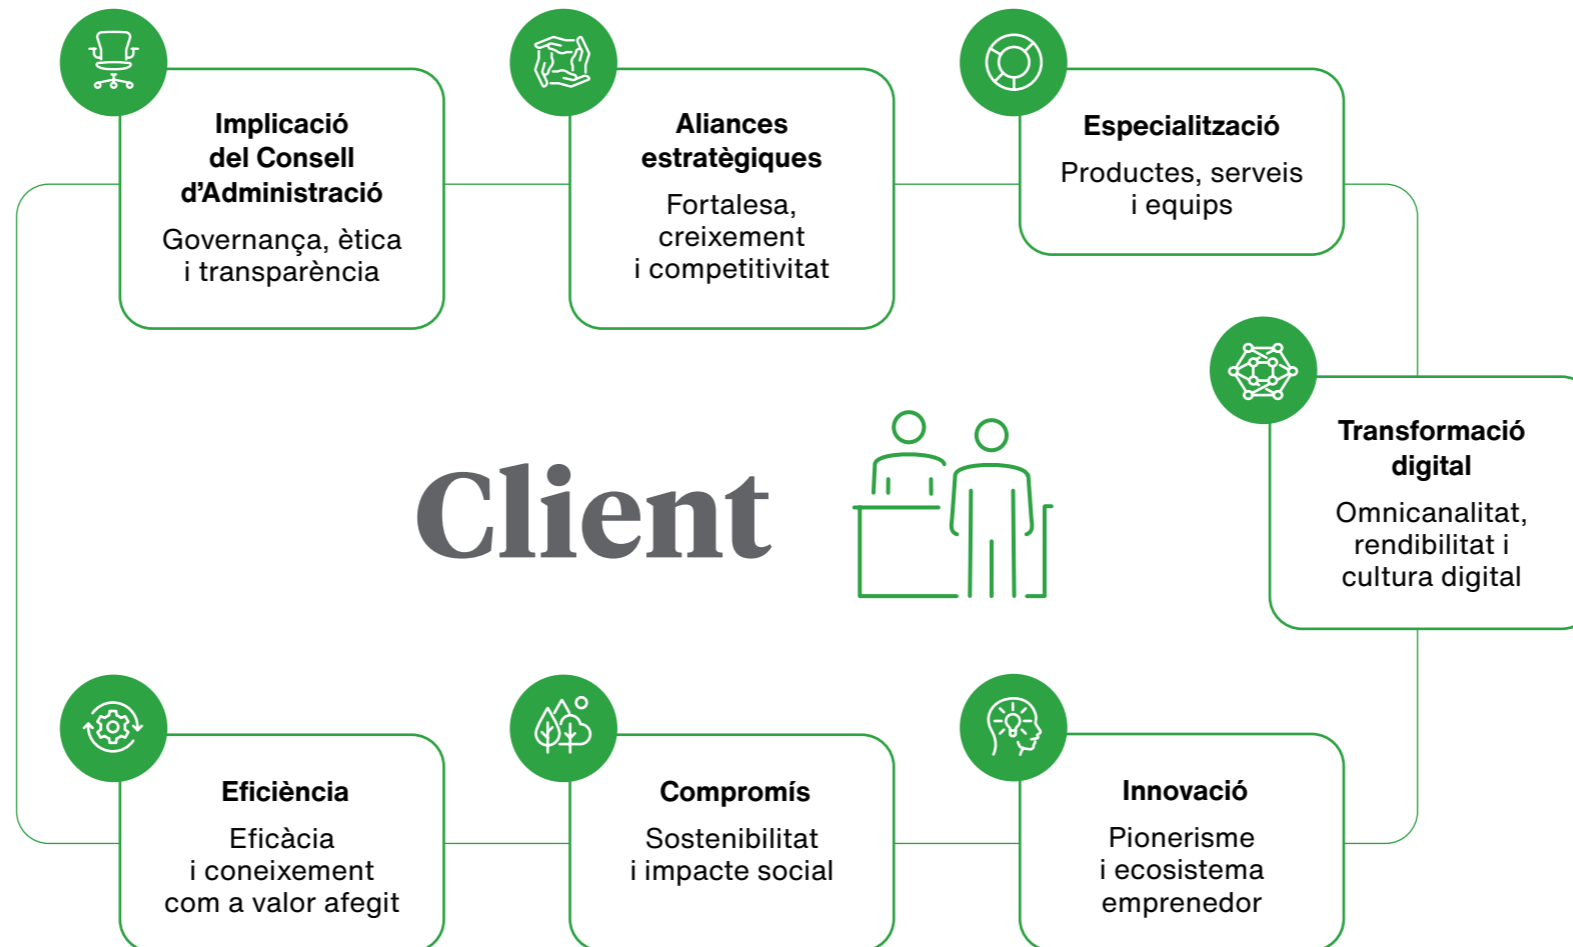 Implicació
del Consell
d'Administració
Governança, ètica
i transparència
Aliances
estratègiques
Fortalesa,
creixement
i competitivitat
Especialització
Productes, serveis
i equips
Transformació
digital
Omnicanalitat,
rendibilitat i
cultura digital
Client
Eficiència
Eficàcia
i coneixement
com a valor afegit
Compromís
Sostenibilitat
i impacte social
Innovació
Pionerisme
i ecosistema
emprenedor